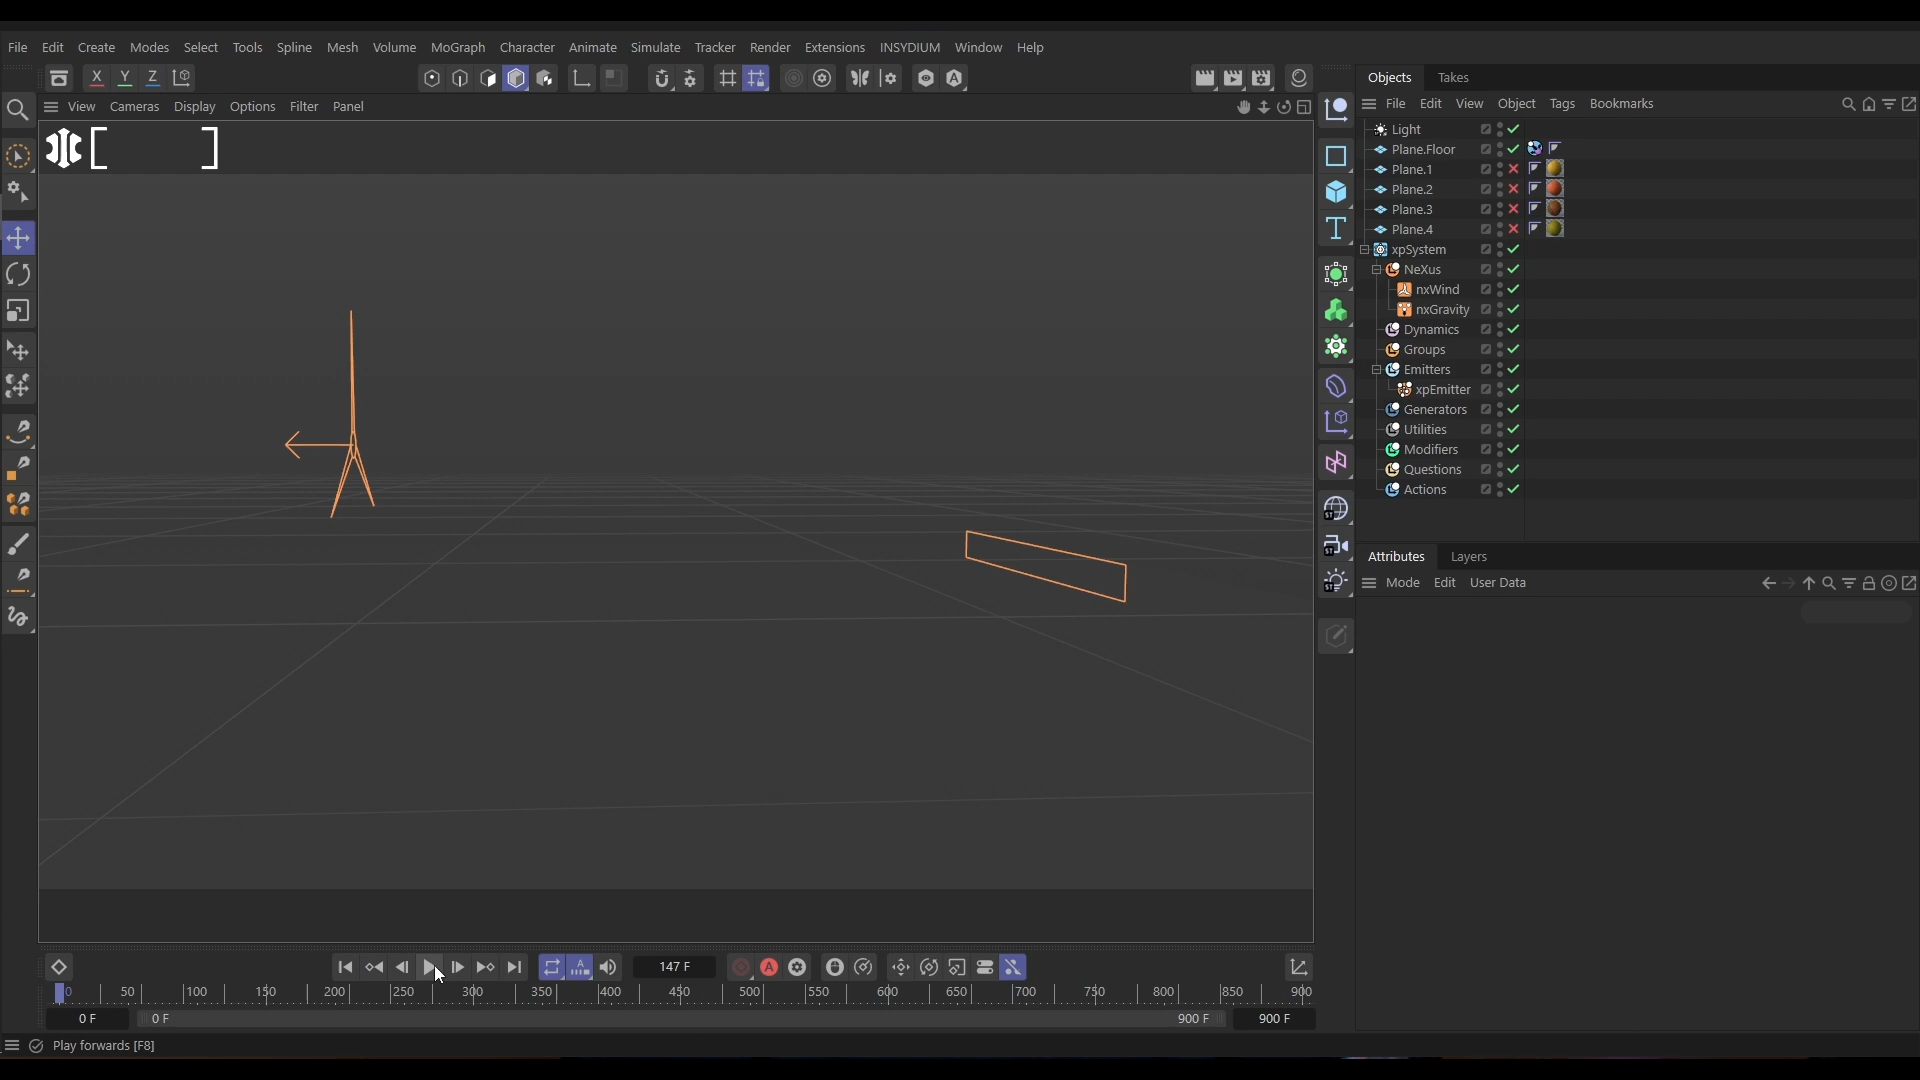 File Edit Create Modes Select Tools Spline Mesh Volume MoGraph Character Animate Simulate Tracker Render Extensions INSYDIUM Window Help
X Y Z
Objects Takes
View Cameras Display Options Filter Panel
File Edit View Object Tags Bookmarks
Light
Plane.Floor
Plane.1
Plane.2
Plane.3
Plane.4
xpSystem
NeXus
nxWind
nxGravity
Dynamics
Groups
Emitters
xpEmitter
Generators
Utilities
Modifiers
Questions
Actions
Attributes Layers
Mode Edit User Data
147 F
0 50 100 150 200 250 300 350 400 450 500 550 600 650 700 750 800 850 900
0 F 0 F 900 F 900 F
Play forwards [F8]